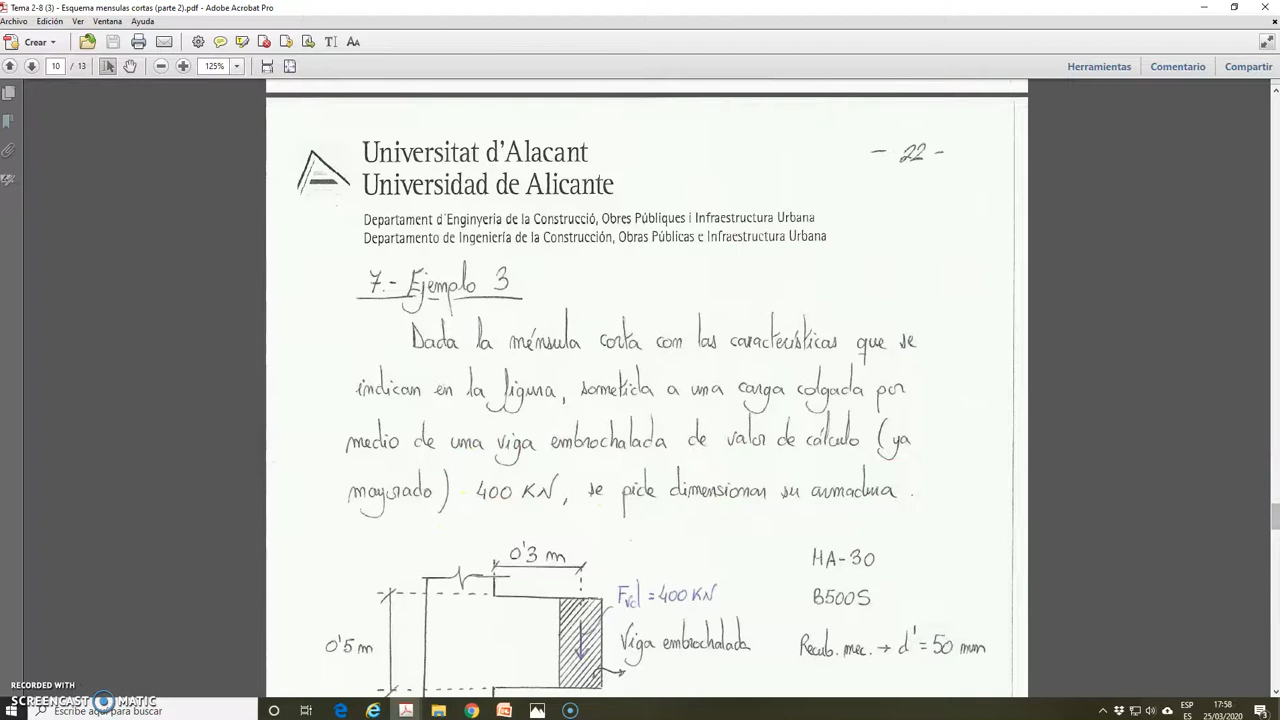 Tema 2-8 (3) - Esquema mensulas cortas (parte 2).pdf - Adobe Acrobat Pro
Archivo Edición Ver Ventana Ayuda
Crear
10 / 13 125% Herramientas Comentario Compartir
Universitat d'Alacant
Universidad de Alicante
- 22 -
Departament d'Enginyeria de la Construcció, Obres Públiques i Infraestructura Urbana
Departamento de Ingeniería de la Construcción, Obras Públicas e Infraestructura Urbana
7.- Ejemplo 3
Dada la ménsula corta con las características que se
indican en la figura, sometida a una carga colgada por
medio de una viga embrochalada de valor de cálculo (ya
mayorado) 400 KN, se pide dimensionar su armadura.
0'3 m
HA-30
Fvd = 400 KN
B500S
Viga embrochalada
0'5 m
Recub. mec. → d' = 50 mm
RECORDED WITH
SCREENCAST MATIC
Escribe aquí para buscar
ESP
ES
17:58
25/03/2020